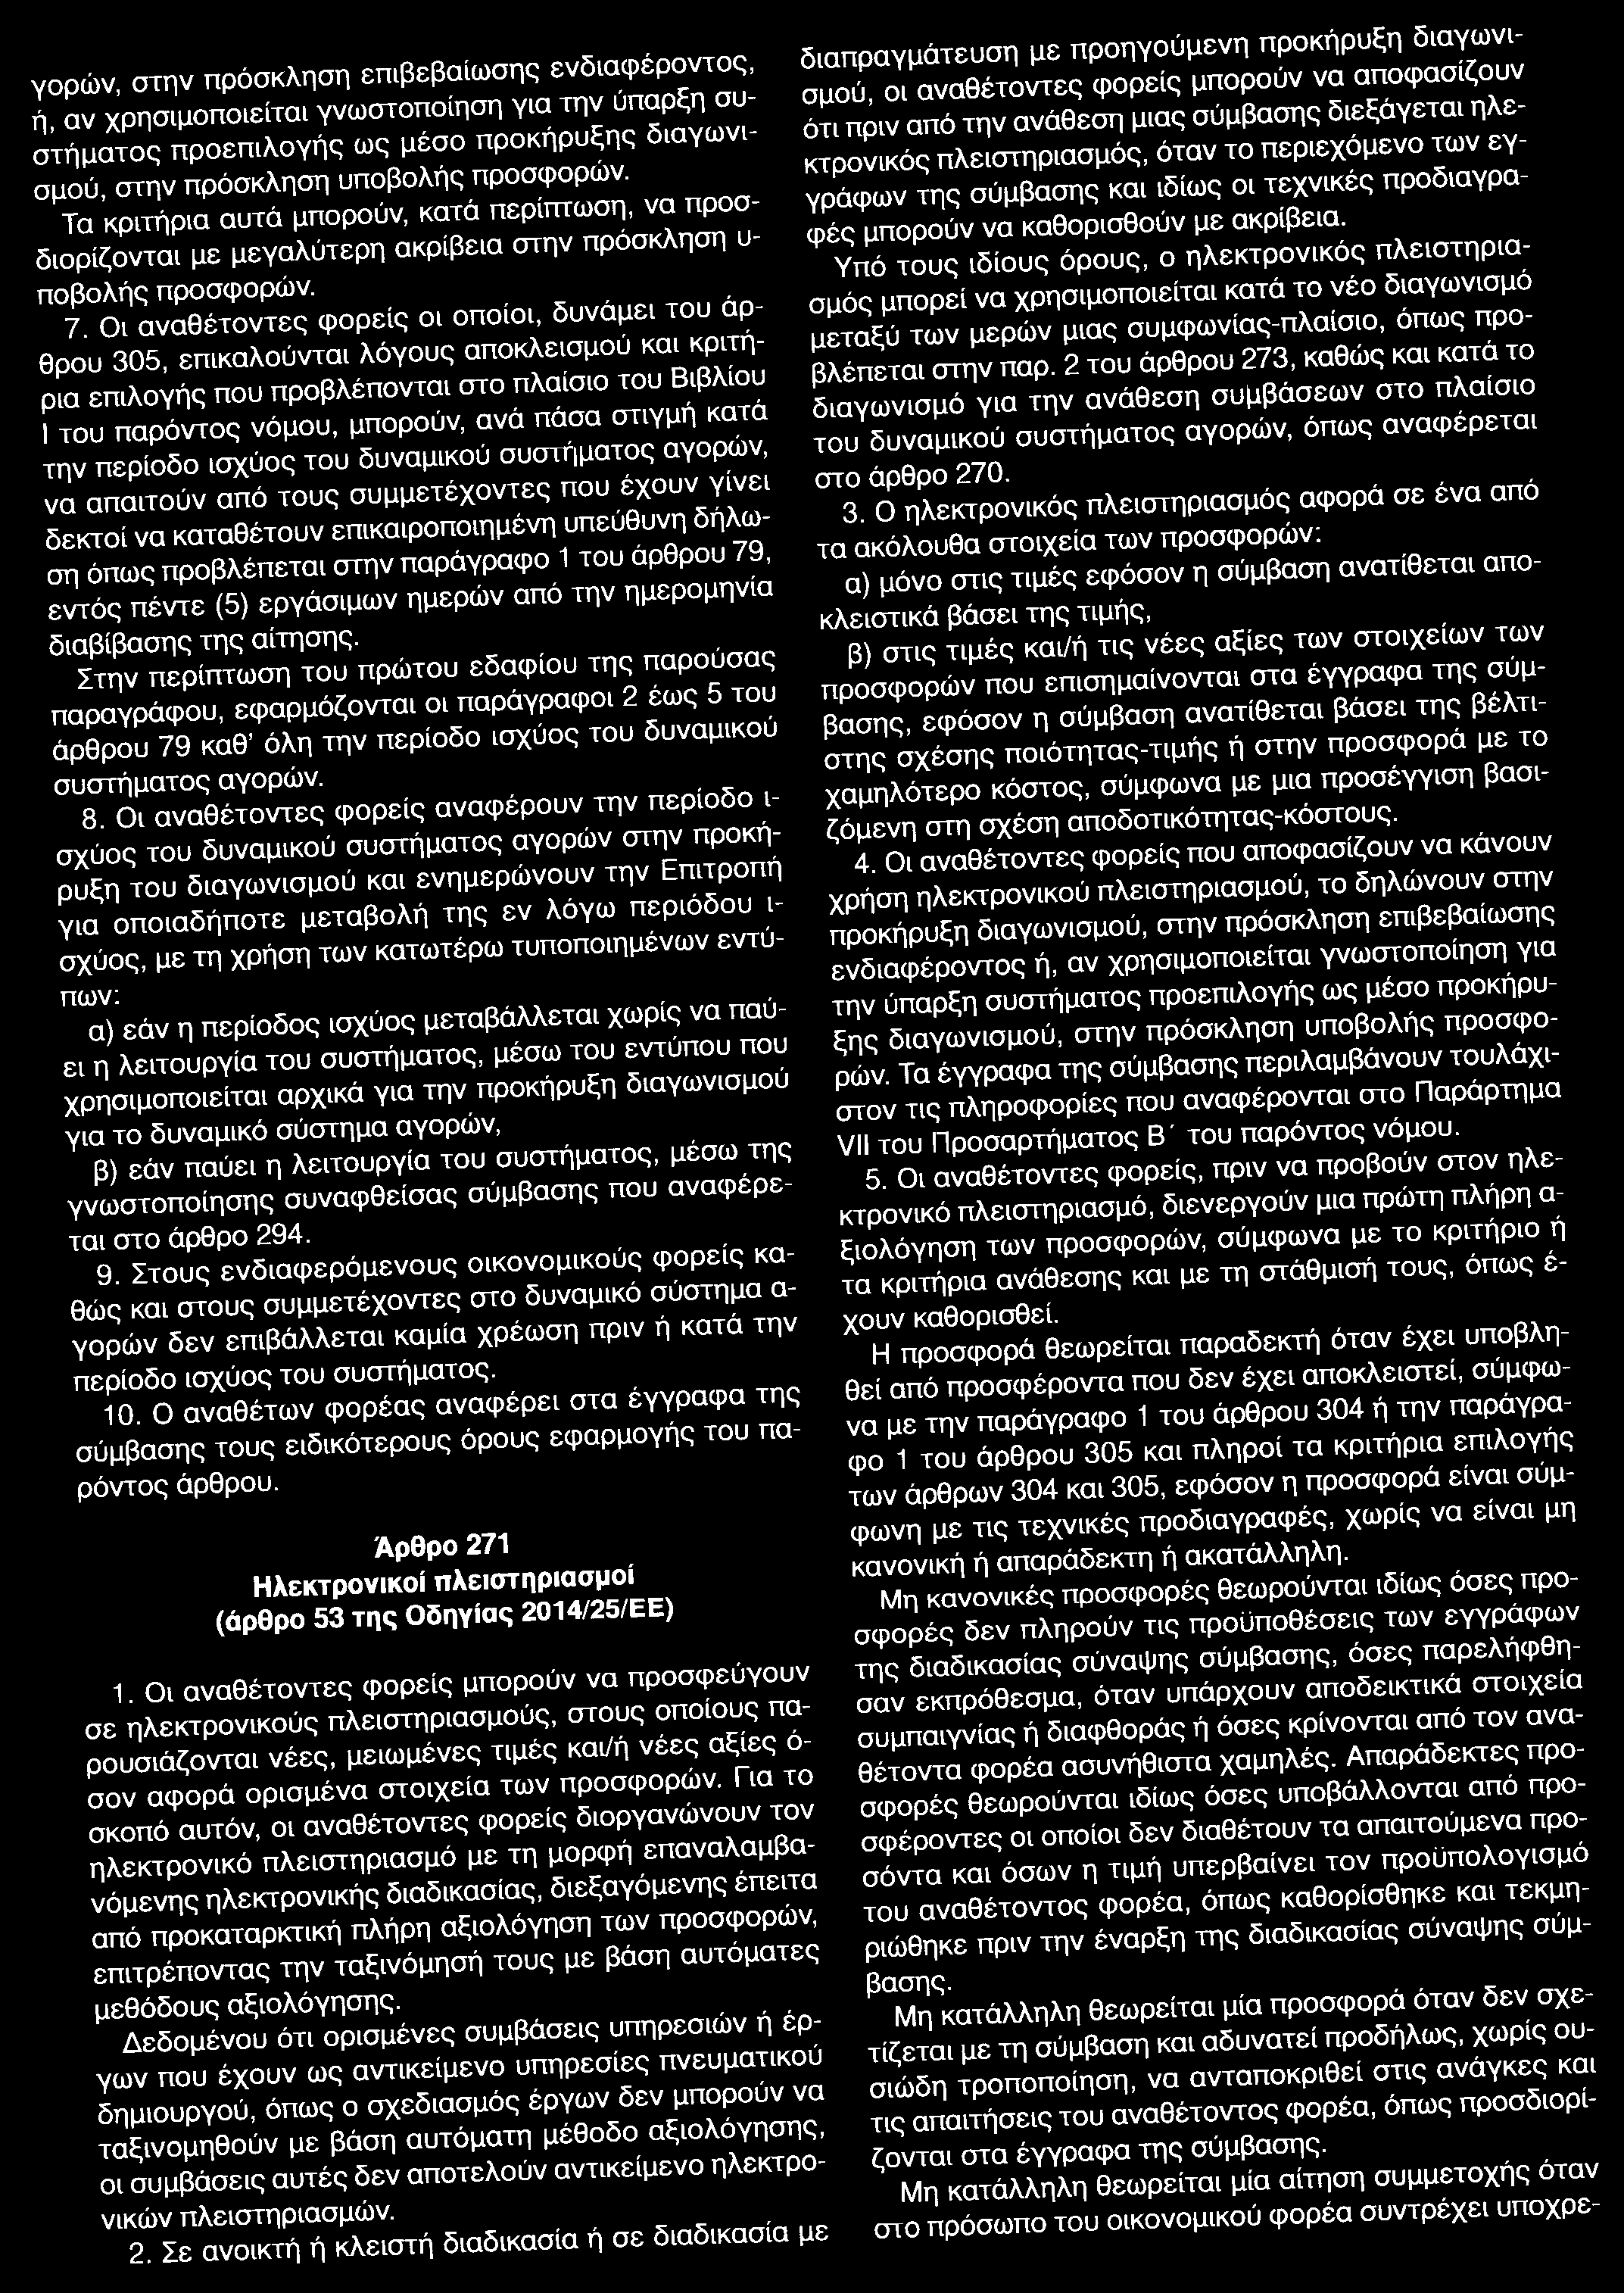 γορών, στην πρόσκληση επιβεβαίωσης ενδιαφέροντος,
ή, αν χρησιμοποιείται γνωστοποίηση για την ύπαρξη συ-
στήματος προεπιλογής ως μέσο προκήρυξης διαγωνι-
σμού, στην πρόσκληση υποβολής προσφορών.
Τα κριτήρια αυτά μπορούν, κατά περίπτωση, να προσ-
διορίζονται με μεγαλύτερη ακρίβεια στην πρόσκληση υ-
ποβολής προσφορών.
7. Οι αναθέτοντες φορείς οι οποίοι, δυνάμει του άρ-
θρου 305, επικαλούνται λόγους αποκλεισμού και κριτή-
ρια επιλογής που προβλέπονται στο πλαίσιο του Βιβλίου
Ι του παρόντος νόμου, μπορούν, ανά πάσα στιγμή κατά
την περίοδο ισχύος του δυναμικού συστήματος αγορών,
να απαιτούν από τους συμμετέχοντες που έχουν γίνει
δεκτοί να καταθέτουν επικαιροποιημένη υπεύθυνη δήλω-
ση όπως προβλέπεται στην παράγραφο 1 του άρθρου 79,
εντός πέντε (5) εργάσιμων ημερών από την ημερομηνία
διαβίβασης της αίτησης.
Στην περίπτωση του πρώτου εδαφίου της παρούσας
παραγράφου, εφαρμόζονται οι παράγραφοι 2 έως 5 του
άρθρου 79 καθ’ όλη την περίοδο ισχύος του δυναμικού
συστήματος αγορών.
8. Οι αναθέτοντες φορείς αναφέρουν την περίοδο ι-
σχύος του δυναμικού συστήματος αγορών στην προκή-
ρυξη του διαγωνισμού και ενημερώνουν την Επιτροπή
για οποιαδήποτε μεταβολή της εν λόγω περιόδου ι-
σχύος, με τη χρήση των κατωτέρω τυποποιημένων εντύ-
πων:
α) εάν η περίοδος ισχύος μεταβάλλεται χωρίς να παύ-
ει η λειτουργία του συστήματος, μέσω του εντύπου που
χρησιμοποιείται αρχικά για την προκήρυξη διαγωνισμού
για το δυναμικό σύστημα αγορών,
β) εάν παύει η λειτουργία του συστήματος, μέσω της
γνωστοποίησης συναφθείσας σύμβασης που αναφέρε-
ται στο άρθρο 294.
9. Στους ενδιαφερόμενους οικονομικούς φορείς κα-
θώς και στους συμμετέχοντες στο δυναμικό σύστημα α-
γορών δεν επιβάλλεται καμία χρέωση πριν ή κατά την
περίοδο ισχύος του συστήματος.
10. Ο αναθέτων φορέας αναφέρει στα έγγραφα της
σύμβασης τους ειδικότερους όρους εφαρμογής του πα-
ρόντος άρθρου.
Άρθρο 271
Ηλεκτρονικοί πλειστηριασμοί
(άρθρο 53 της Οδηγίας 2014/25/ΕΕ)
1. Οι αναθέτοντες φορείς μπορούν να προσφεύγουν
σε ηλεκτρονικούς πλειστηριασμούς, στους οποίους πα-
ρουσιάζονται νέες, μειωμένες τιμές και/ή νέες αξίες ό-
σον αφορά ορισμένα στοιχεία των προσφορών. Για το
σκοπό αυτόν, οι αναθέτοντες φορείς διοργανώνουν τον
ηλεκτρονικό πλειστηριασμό με τη μορφή επαναλαμβα-
νόμενης ηλεκτρονικής διαδικασίας, διεξαγόμενης έπειτα
από προκαταρκτική πλήρη αξιολόγηση των προσφορών,
επιτρέποντας την ταξινόμησή τους με βάση αυτόματες
μεθόδους αξιολόγησης.
Δεδομένου ότι ορισμένες συμβάσεις υπηρεσιών ή έρ-
γων που έχουν ως αντικείμενο υπηρεσίες πνευματικού
δημιουργού, όπως ο σχεδιασμός έργων δεν μπορούν να
ταξινομηθούν με βάση αυτόματη μέθοδο αξιολόγησης,
οι συμβάσεις αυτές δεν αποτελούν αντικείμενο ηλεκτρο-
νικών πλειστηριασμών.
2. Σε ανοικτή ή κλειστή διαδικασία ή σε διαδικασία με
διαπραγμάτευση με προηγούμενη προκήρυξη διαγωνι-
σμού, οι αναθέτοντες φορείς μπορούν να αποφασίζουν
ότι πριν από την ανάθεση μιας σύμβασης διεξάγεται ηλε-
κτρονικός πλειστηριασμός, όταν το περιεχόμενο των εγ-
γράφων της σύμβασης και ιδίως οι τεχνικές προδιαγρα-
φές μπορούν να καθορισθούν με ακρίβεια.
Υπό τους ιδίους όρους, ο ηλεκτρονικός πλειστηρια-
σμός μπορεί να χρησιμοποιείται κατά το νέο διαγωνισμό
μεταξύ των μερών μιας συμφωνίας-πλαίσιο, όπως προ-
βλέπεται στην παρ. 2 του άρθρου 273, καθώς και κατά το
διαγωνισμό για την ανάθεση συμβάσεων στο πλαίσιο
του δυναμικού συστήματος αγορών, όπως αναφέρεται
στο άρθρο 270.
3. Ο ηλεκτρονικός πλειστηριασμός αφορά σε ένα από
τα ακόλουθα στοιχεία των προσφορών:
α) μόνο στις τιμές εφόσον η σύμβαση ανατίθεται απο-
κλειστικά βάσει της τιμής,
β) στις τιμές και/ή τις νέες αξίες των στοιχείων των
προσφορών που επισημαίνονται στα έγγραφα της σύμ-
βασης, εφόσον η σύμβαση ανατίθεται βάσει της βέλτι-
στης σχέσης ποιότητας-τιμής ή στην προσφορά με το
χαμηλότερο κόστος, σύμφωνα με μια προσέγγιση βασι-
ζόμενη στη σχέση αποδοτικότητας-κόστους.
4. Οι αναθέτοντες φορείς που αποφασίζουν να κάνουν
χρήση ηλεκτρονικού πλειστηριασμού, το δηλώνουν στην
προκήρυξη διαγωνισμού, στην πρόσκληση επιβεβαίωσης
ενδιαφέροντος ή, αν χρησιμοποιείται γνωστοποίηση για
την ύπαρξη συστήματος προεπιλογής ως μέσο προκήρυ-
ξης διαγωνισμού, στην πρόσκληση υποβολής προσφο-
ρών. Τα έγγραφα της σύμβασης περιλαμβάνουν τουλάχι-
στον τις πληροφορίες που αναφέρονται στο Παράρτημα
VII του Προσαρτήματος Β΄ του παρόντος νόμου.
5. Οι αναθέτοντες φορείς, πριν να προβούν στον ηλε-
κτρονικό πλειστηριασμό, διενεργούν μια πρώτη πλήρη α-
ξιολόγηση των προσφορών, σύμφωνα με το κριτήριο ή
τα κριτήρια ανάθεσης και με τη στάθμισή τους, όπως έ-
χουν καθορισθεί.
Η προσφορά θεωρείται παραδεκτή όταν έχει υποβλη-
θεί από προσφέροντα που δεν έχει αποκλειστεί, σύμφω-
να με την παράγραφο 1 του άρθρου 304 ή την παράγρα-
φο 1 του άρθρου 305 και πληροί τα κριτήρια επιλογής
των άρθρων 304 και 305, εφόσον η προσφορά είναι σύμ-
φωνη με τις τεχνικές προδιαγραφές, χωρίς να είναι μη
κανονική ή απαράδεκτη ή ακατάλληλη.
Μη κανονικές προσφορές θεωρούνται ιδίως όσες προ-
σφορές δεν πληρούν τις προϋποθέσεις των εγγράφων
της διαδικασίας σύναψης σύμβασης, όσες παρελήφθη-
σαν εκπρόθεσμα, όταν υπάρχουν αποδεικτικά στοιχεία
συμπαιγνίας ή διαφθοράς ή όσες κρίνονται από τον ανα-
θέτοντα φορέα ασυνήθιστα χαμηλές. Απαράδεκτες προ-
σφορές θεωρούνται ιδίως όσες υποβάλλονται από προ-
σφέροντες οι οποίοι δεν διαθέτουν τα απαιτούμενα προ-
σόντα και όσων η τιμή υπερβαίνει τον προϋπολογισμό
του αναθέτοντος φορέα, όπως καθορίσθηκε και τεκμη-
ριώθηκε πριν την έναρξη της διαδικασίας σύναψης σύμ-
βασης.
Μη κατάλληλη θεωρείται μία προσφορά όταν δεν σχε-
τίζεται με τη σύμβαση και αδυνατεί προδήλως, χωρίς ου-
σιώδη τροποποίηση, να ανταποκριθεί στις ανάγκες και
τις απαιτήσεις του αναθέτοντος φορέα, όπως προσδιορί-
ζονται στα έγγραφα της σύμβασης.
Μη κατάλληλη θεωρείται μία αίτηση συμμετοχής όταν
στο πρόσωπο του οικονομικού φορέα συντρέχει υποχρε-